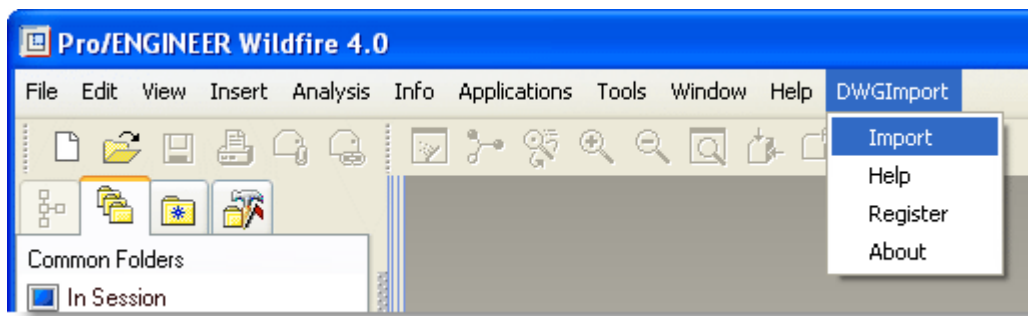 Pro/ENGINEER Wildfire 4.0
File Edit View Insert Analysis Info Applications Tools Window Help DWGImport
Import
Help
Register
About
Common Folders
In Session